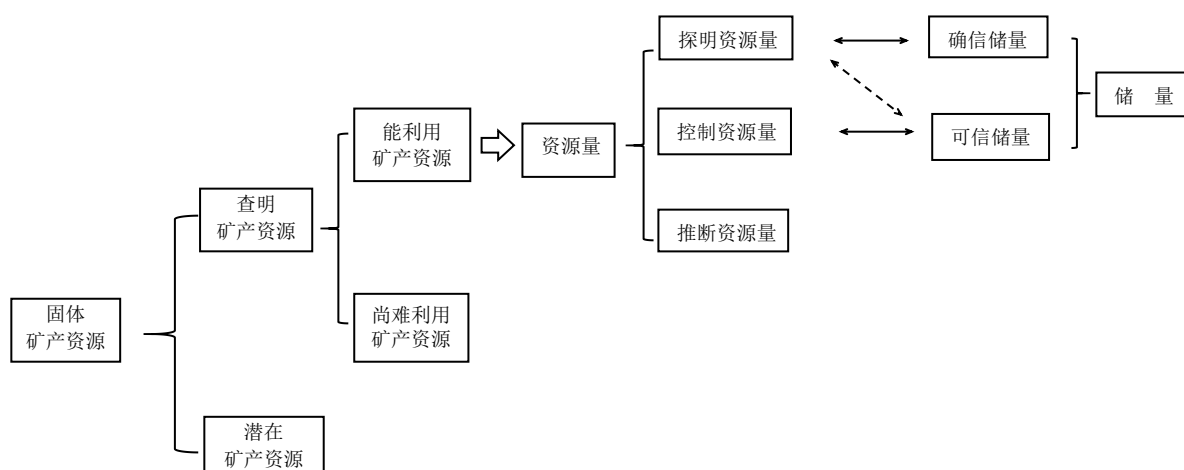 探明资源量
确信储量
储 量
能利用
矿产资源
资源量
控制资源量
可信储量
查明
矿产资源
推断资源量
固体
矿产资源
尚难利用
矿产资源
潜在
矿产资源